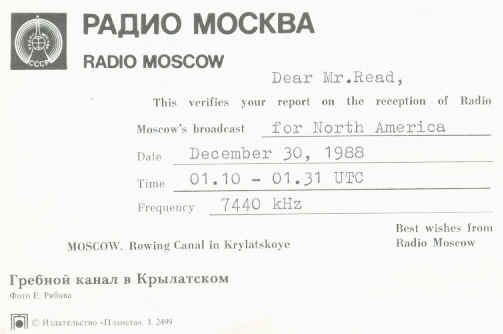 РАДИО МОСКВА
СССР
RADIO MOSCOW
Dear Mr.Read,
This verifies your report on the reception of Radio
Moscow's broadcast for North America
Date December 30, 1988
Time 01.10 - 01.31 UTC
Frequency 7440 kHz
Best wishes from
MOSCOW. Rowing Canal in Krylatskoye Radio Moscow
Гребной канал в Крылатском
Фото Е. Рябова
© Издательство «Планета». 1 2499